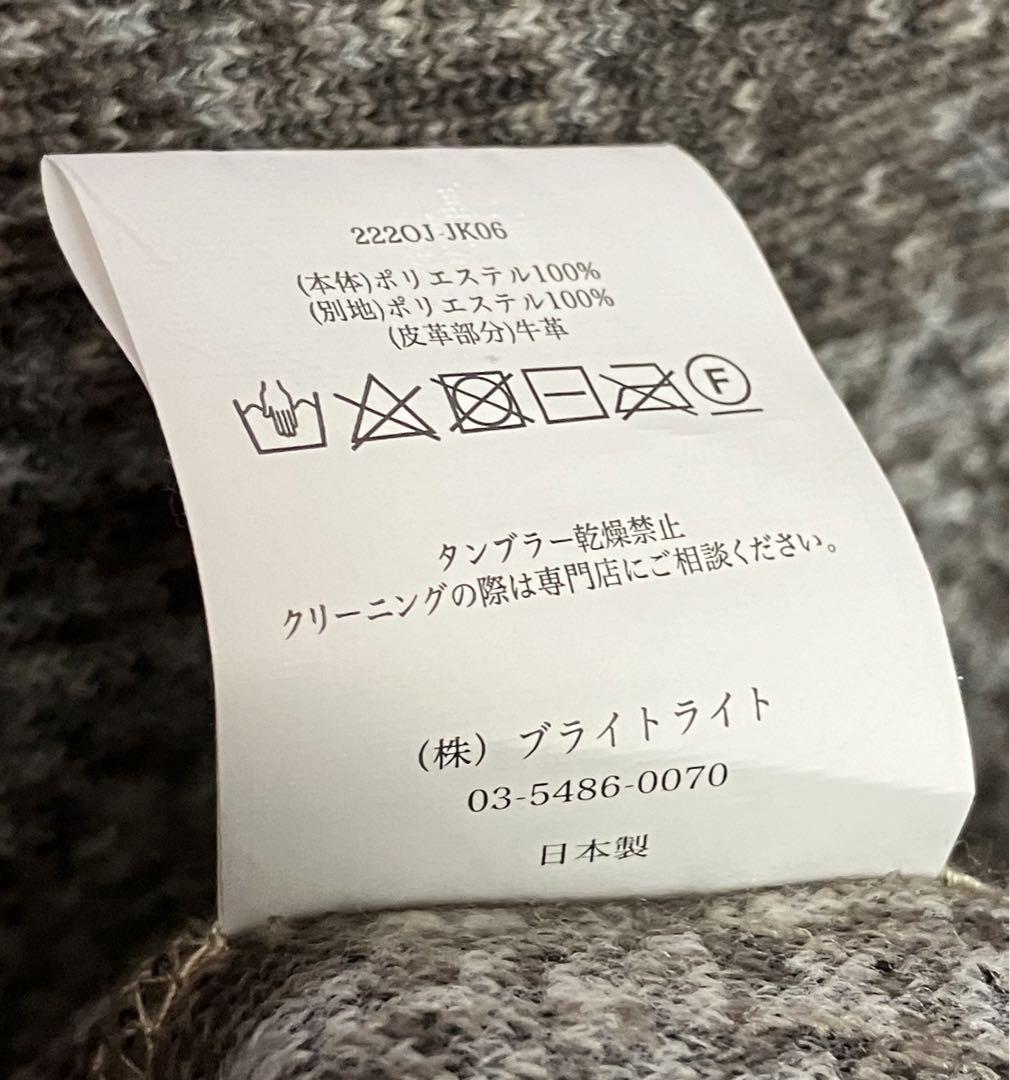 222OJ-JK06
(本体)ポリエステル100%
(別地)ポリエステル100%
(皮革部分)牛革
F
タンブラー乾燥禁止
クリーニングの際は専門店にご相談ください。
(株) ブライトライト
03-5486-0070
日本製